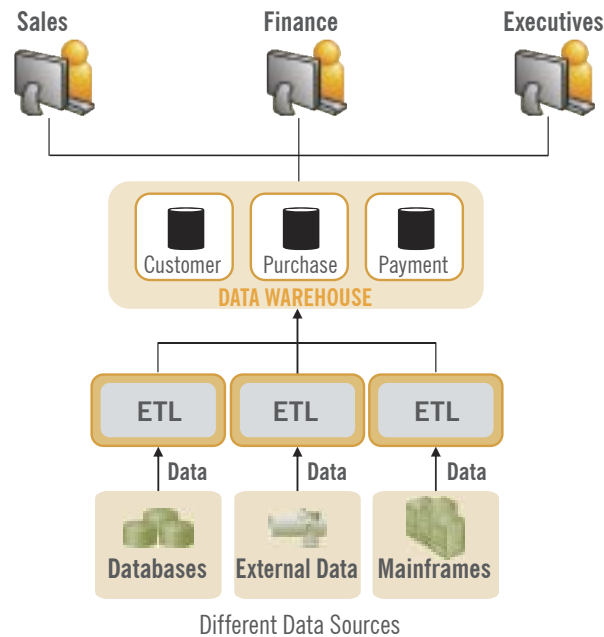 Sales Finance Executives
Customer Purchase Payment
DATA WAREHOUSE
ETL ETL ETL
Data Data Data
Databases External Data Mainframes
Different Data Sources